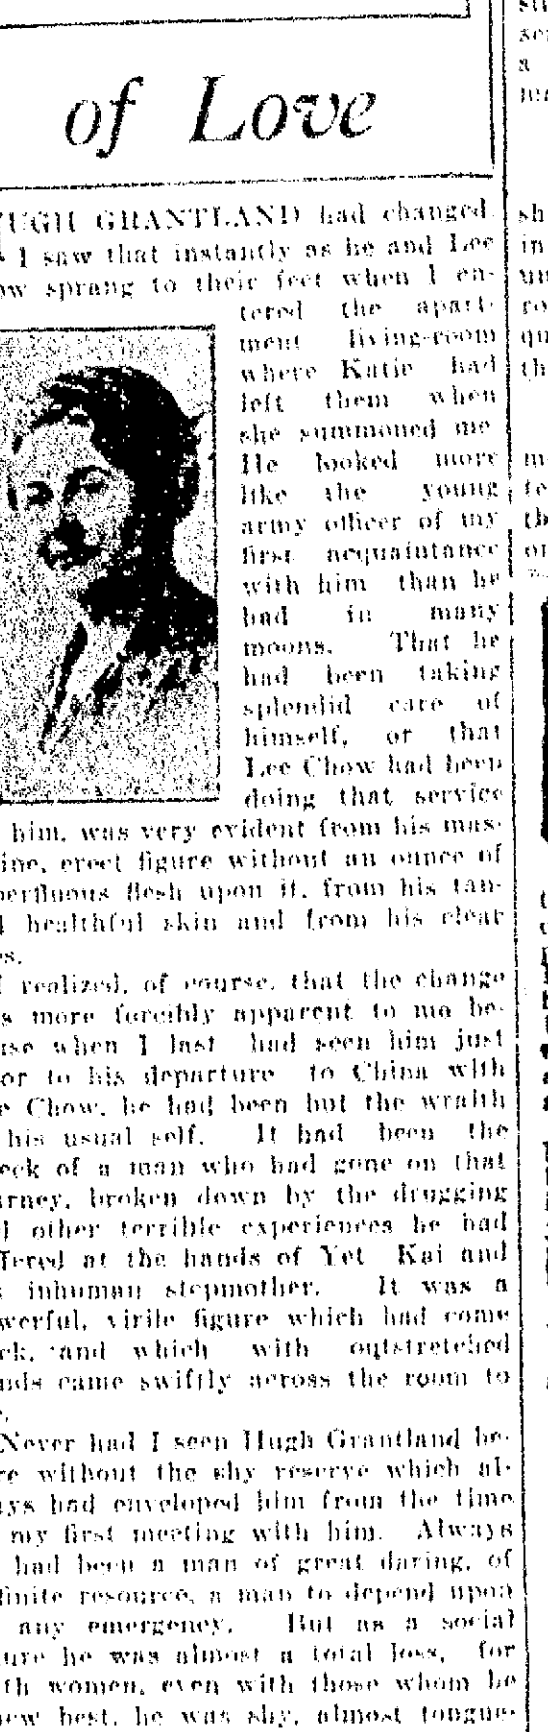 of Love
UGH GRANTLAND had changed.
I saw that instantly as he and Lee
ow sprang to their feet when I en-
tered the apart-
ment living-room
where Katie had
left them when
she summoned me
He looked more
like the young
army officer of my
first acquaintance
with him than he
had in many
moons. That he
had been taking
splendid care of
himself, or that
Lee Chow had been
doing that service
him, was very evident from his mas-
ine, erect figure without an ounce of
perfluous flesh upon it, from his tan-
healthful skin and from his clear
es.
I realized, of course, that the change
s more forcibly apparent to me be-
use when I last had seen him just
or to his departure to China with
e Chow, he had been but the wraith
his usual self. It had been the
eck of a man who had gone on that
urney, broken down by the drugging
d other terrible experiences he had
ffered at the hands of Yet Kai and
s inhuman stepmother. It was a
werful, virile figure which had come
ck, and which with outstretched
nds came swiftly across the room to
Never had I seen Hugh Grantland be-
re without the shy reserve which al-
ays had enveloped him from the time
my first meeting with him. Always
had been a man of great daring, of
finite resource, a man to depend upon
any emergency. But as a social
ure he was almost a total loss, for
th women, even with those whom he
new best, he was shy, almost tongue-